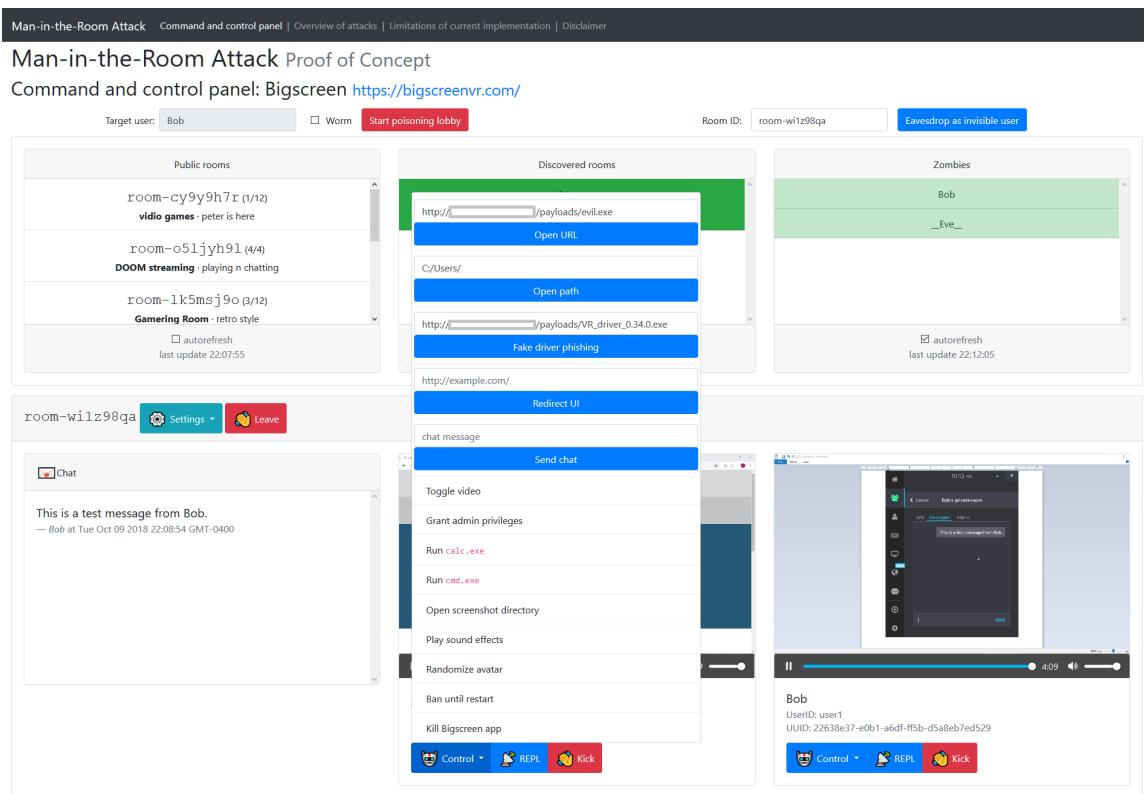 Man-in-the-Room Attack Command and control panel | Overview of attacks | Limitations of current implementation | Disclaimer
Man-in-the-Room Attack Proof of Concept
Command and control panel: Bigscreen https://bigscreenvr.com/
Target user: Bob Worm Start poisoning lobby Room ID: room-wi1z98qa Eavesdrop as invisible user
Public rooms
room-cy9y9h7r (1/12)
vidio games · peter is here
room-o5ljyh9l (4/4)
DOOM streaming · playing n chatting
room-lk5msj9o (3/12)
Gamering Room · retro style
autorefresh
last update 22:07:55
Discovered rooms
http:// /payloads/evil.exe
Open URL
C:/Users/
Open path
http:// /payloads/VR_driver_0.34.0.exe
Fake driver phishing
http://example.com/
Redirect UI
chat message
Send chat
Toggle video
Grant admin privileges
Run calc.exe
Run cmd.exe
Open screenshot directory
Play sound effects
Randomize avatar
Ban until restart
Kill Bigscreen app
Control REPL Kick
Zombies
Bob
__Eve__
autorefresh
last update 22:12:05
room-wi1z98qa Settings Leave
Chat
This is a test message from Bob.
— Bob at Tue Oct 09 2018 22:08:54 GMT-0400
10:12 PM
Leave Bob's private room
Info Messages Admin
This is a test message from Bob.
SEND
4:09
Bob
UserID: user1
UUID: 22638e37-e0b1-a6df-ff5b-d5a8eb7ed529
Control REPL Kick